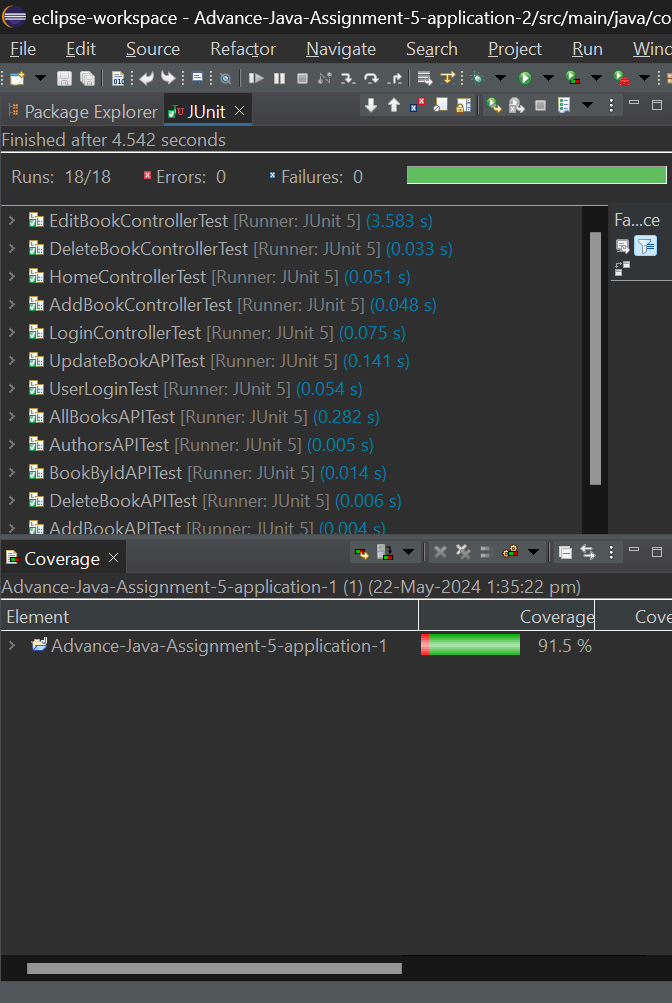 eclipse-workspace - Advance-Java-Assignment-5-application-2/src/main/java/co
File Edit Source Refactor Navigate Search Project Run Wind
Package Explorer JUnit
Finished after 4.542 seconds
Runs: 18/18 Errors: 0 Failures: 0
EditBookControllerTest [Runner: JUnit 5] (3.583 s)
Fa...ce
DeleteBookControllerTest [Runner: JUnit 5] (0.033 s)
HomeControllerTest [Runner: JUnit 5] (0.051 s)
AddBookControllerTest [Runner: JUnit 5] (0.048 s)
LoginControllerTest [Runner: JUnit 5] (0.075 s)
UpdateBookAPITest [Runner: JUnit 5] (0.141 s)
UserLoginTest [Runner: JUnit 5] (0.054 s)
AllBooksAPITest [Runner: JUnit 5] (0.282 s)
AuthorsAPITest [Runner: JUnit 5] (0.005 s)
BookByIdAPITest [Runner: JUnit 5] (0.014 s)
DeleteBookAPITest [Runner: JUnit 5] (0.006 s)
AddBookAPITest [Runner: JUnit 5] (0.004 s)
Coverage
Advance-Java-Assignment-5-application-1 (1) (22-May-2024 1:35:22 pm)
Element Coverage Cove
Advance-Java-Assignment-5-application-1 91.5 %